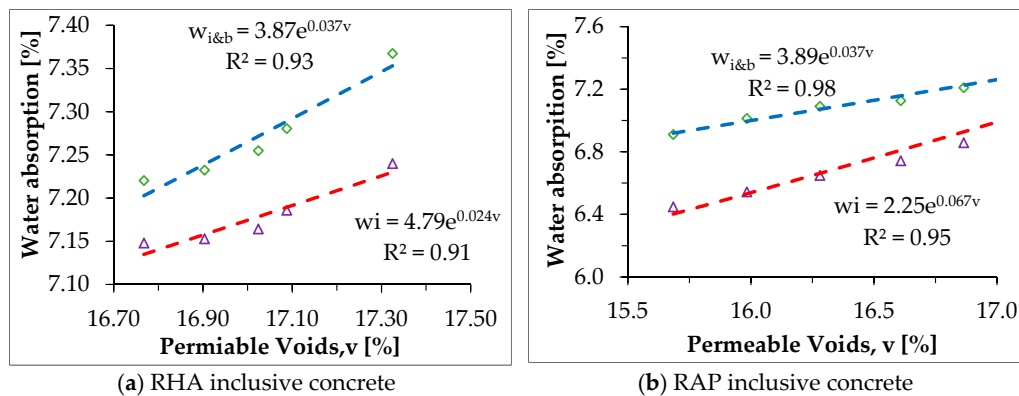 Water absorption [%]
7.40
7.35
7.30
7.25
7.20
7.15
7.10
w_{i&b} = 3.87e^{0.037v}
R² = 0.93
wi = 4.79e^{0.024v}
R² = 0.91
16.70 16.90 17.10 17.30 17.50
Permiable Voids,v [%]
(a) RHA inclusive concrete
Water absorption [%]
7.6
7.2
6.8
6.4
6.0
w_{i&b} = 3.89e^{0.037v}
R² = 0.98
wi = 2.25e^{0.067v}
R² = 0.95
15.5 16.0 16.5 17.0
Permeable Voids, v [%]
(b) RAP inclusive concrete